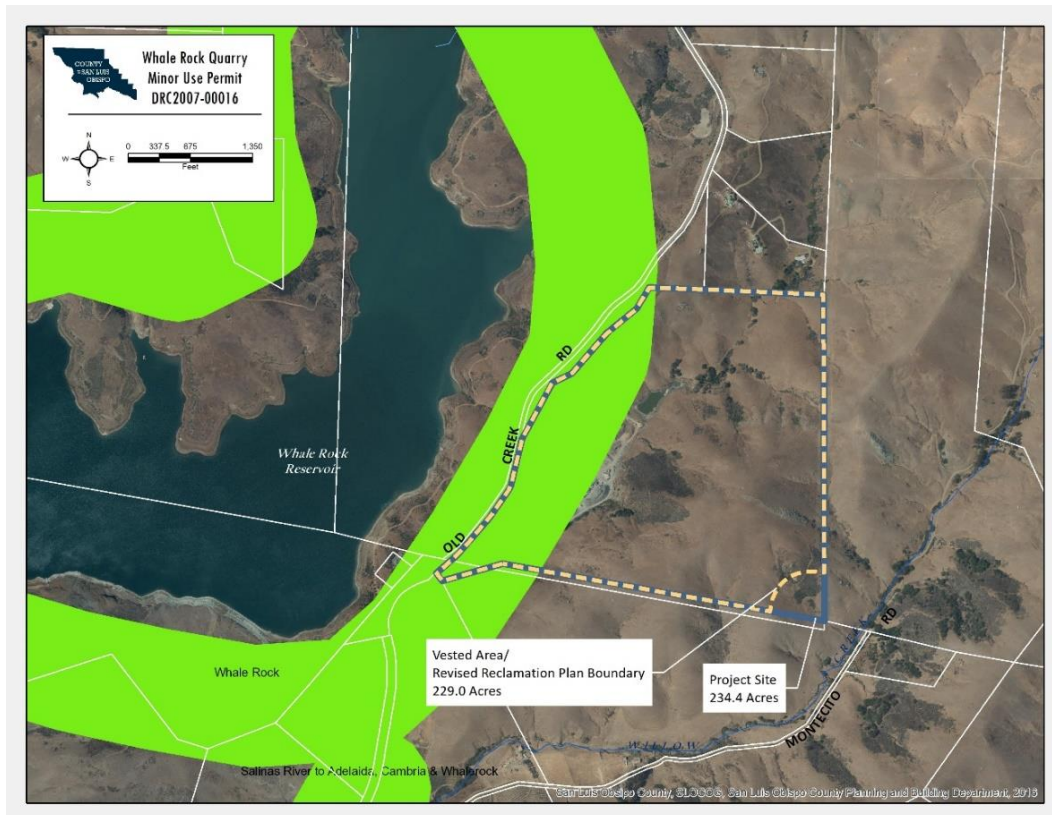 COUNTY
OF SAN LUIS
OBISPO
Whale Rock Quarry
Minor Use Permit
DRC2007-00016
N
W E
S
0 337.5 675 1,350
Feet
RD
CREEK
OLD
Whale Rock
Reservoir
Vested Area/
Revised Reclamation Plan Boundary
229.0 Acres
Project Site
234.4 Acres
RD
CREEK
MONTECITO
WILLOW
Whale Rock
Salinas River to Adelaida, Cambria & Whalerock
San Luis Obsipo County, SLOCOG, San Luis Obispo County Planning and Building Department, 2016